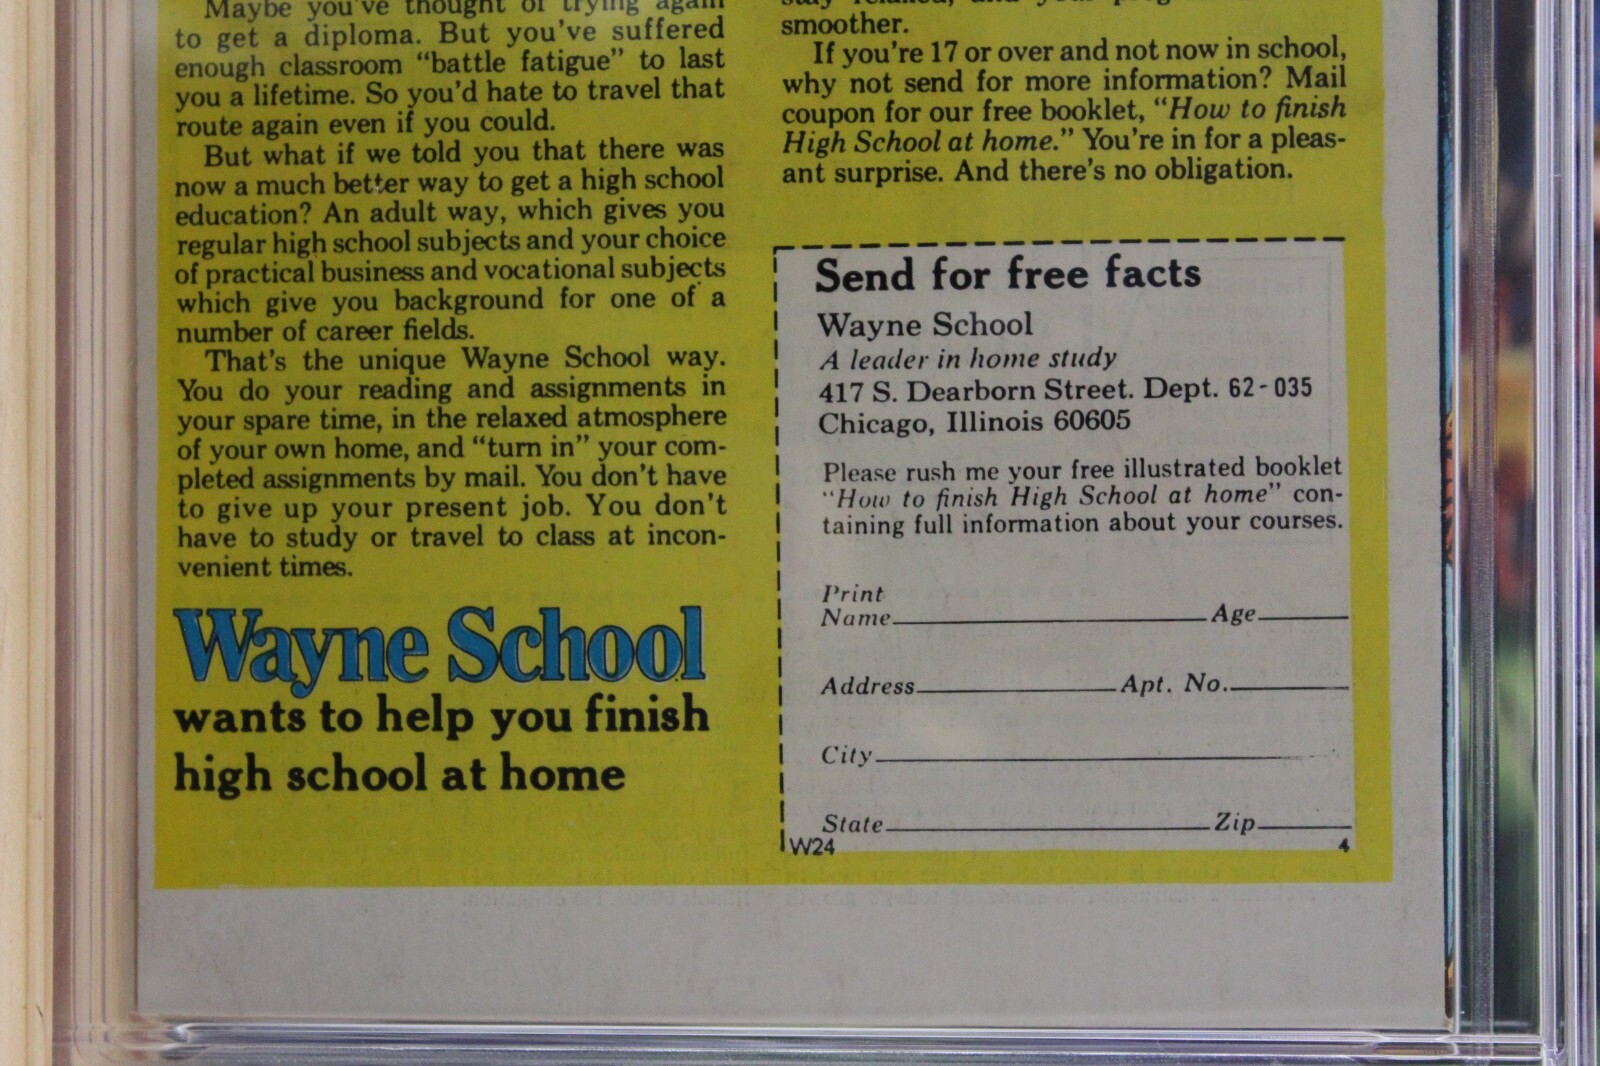 Maybe you've thought of trying again
to get a diploma. But you've suffered
enough classroom “battle fatigue” to last
you a lifetime. So you'd hate to travel that
route again even if you could.
But what if we told you that there was
now a much better way to get a high school
education? An adult way, which gives you
regular high school subjects and your choice
of practical business and vocational subjects
which give you background for one of a
number of career fields.
That's the unique Wayne School way.
You do your reading and assignments in
your spare time, in the relaxed atmosphere
of your own home, and “turn in” your com-
pleted assignments by mail. You don't have
to give up your present job. You don't
have to study or travel to class at incon-
venient times.
Wayne School
wants to help you finish
high school at home
stay relaxed, and your
smoother.
If you're 17 or over and not now in school,
why not send for more information? Mail
coupon for our free booklet, “How to finish
High School at home.” You're in for a pleas-
ant surprise. And there's no obligation.
Send for free facts
Wayne School
A leader in home study
417 S. Dearborn Street. Dept. 62-035
Chicago, Illinois 60605
Please rush me your free illustrated booklet
“How to finish High School at home” con-
taining full information about your courses.
Print
Name Age
Address Apt. No.
City
State Zip
W24 4